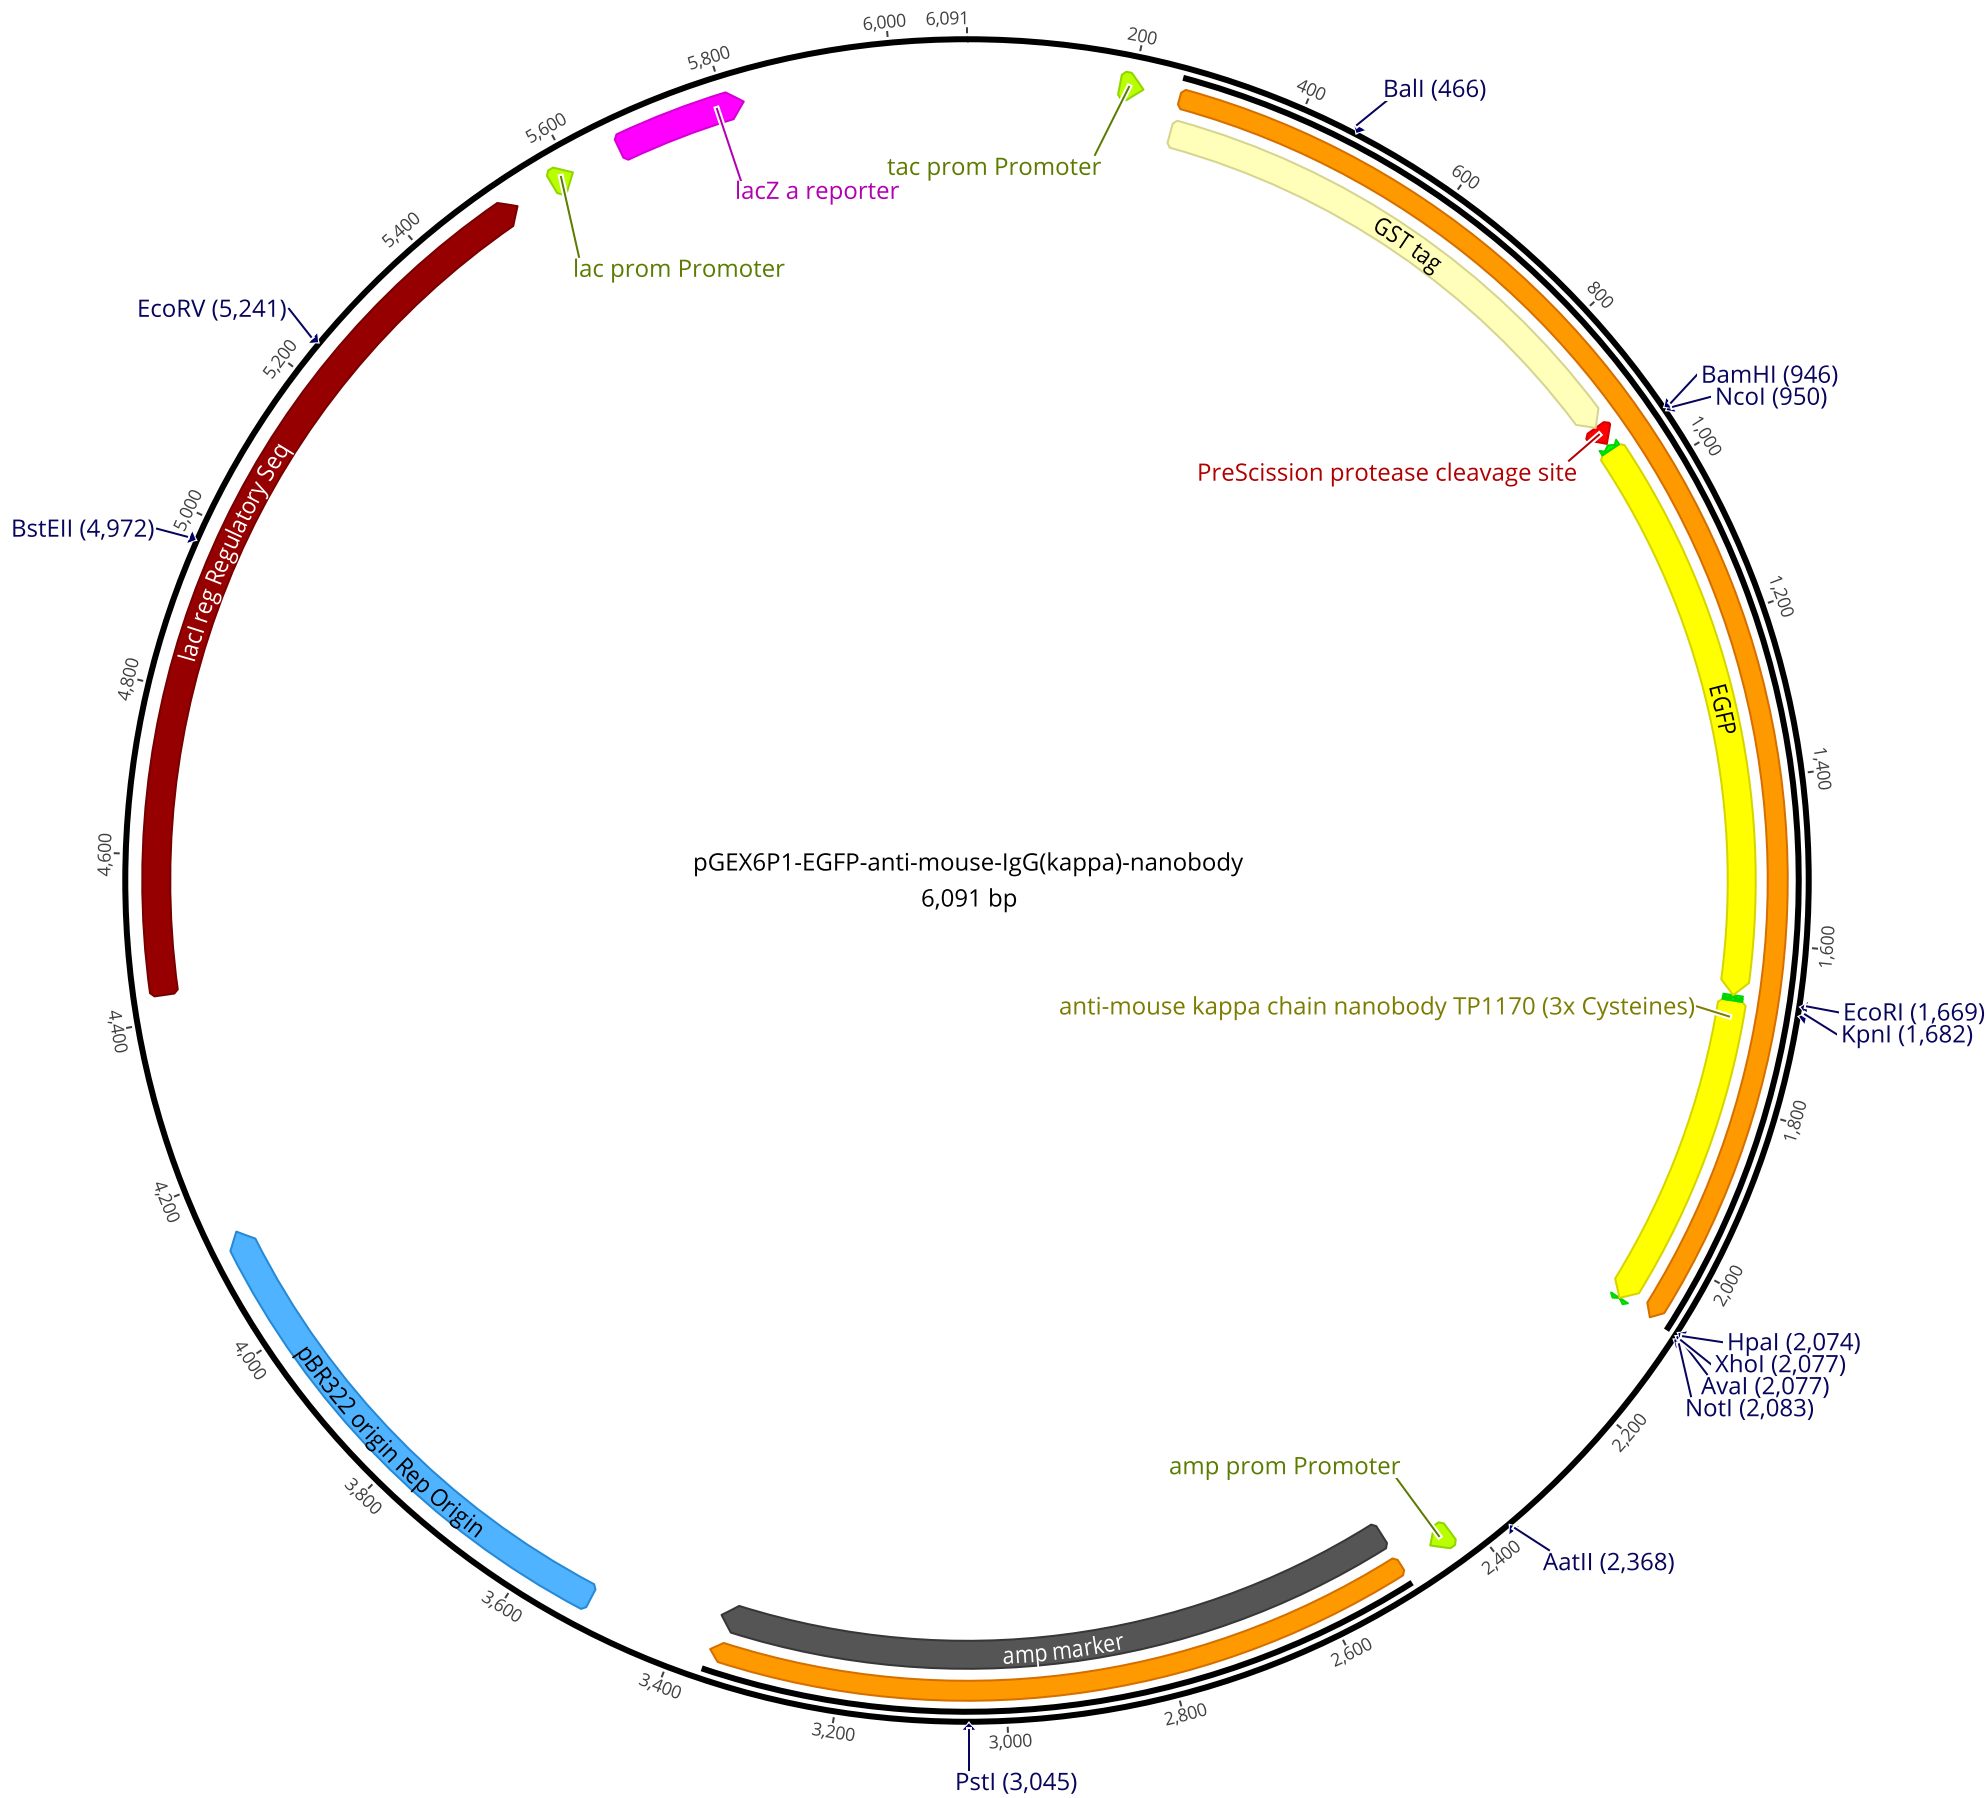 6,000
6,091
200
5,800
400
BalI (466)
5,600
lacZ a reporter
tac prom Promoter
600
5,400
GST tag
lac prom Promoter
800
EcoRV (5,241)
5,200
BamHI (946)
NcoI (950)
1,000
PreScission protease cleavage site
5,000
BstEII (4,972)
lacI reg Regulatory Seq
1,200
4,800
EGFP
1,400
4,600
pGEX6P1-EGFP-anti-mouse-IgG(kappa)-nanobody
6,091 bp
1,600
anti-mouse kappa chain nanobody TP1170 (3x Cysteines)
EcoRI (1,669)
KpnI (1,682)
4,400
1,800
4,200
2,000
HpaI (2,074)
XhoI (2,077)
AvaI (2,077)
NotI (2,083)
4,000
pBR322 origin Rep Origin
2,200
amp prom Promoter
3,800
2,400
AatII (2,368)
3,600
amp marker
2,600
3,400
2,800
3,200
3,000
PstI (3,045)